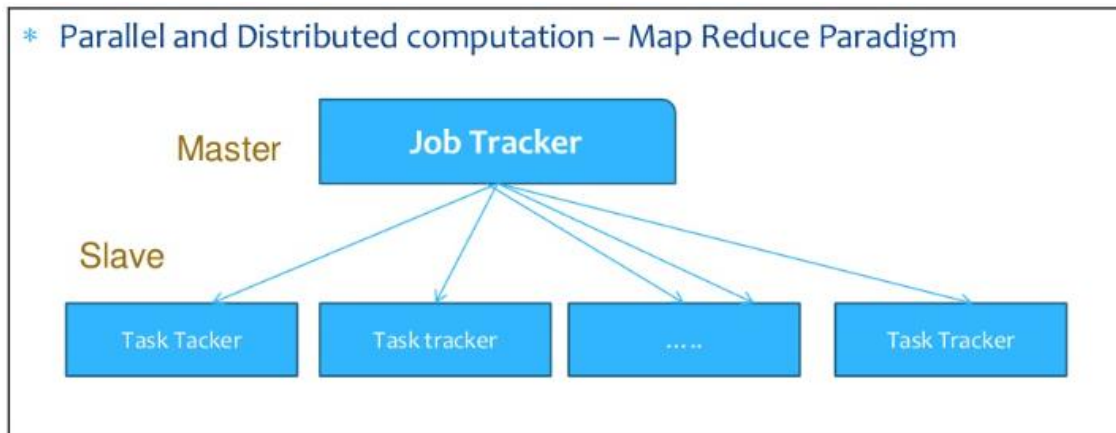 * Parallel and Distributed computation – Map Reduce Paradigm
Master
Job Tracker
Slave
Task Tacker
Task tracker
.....
Task Tracker